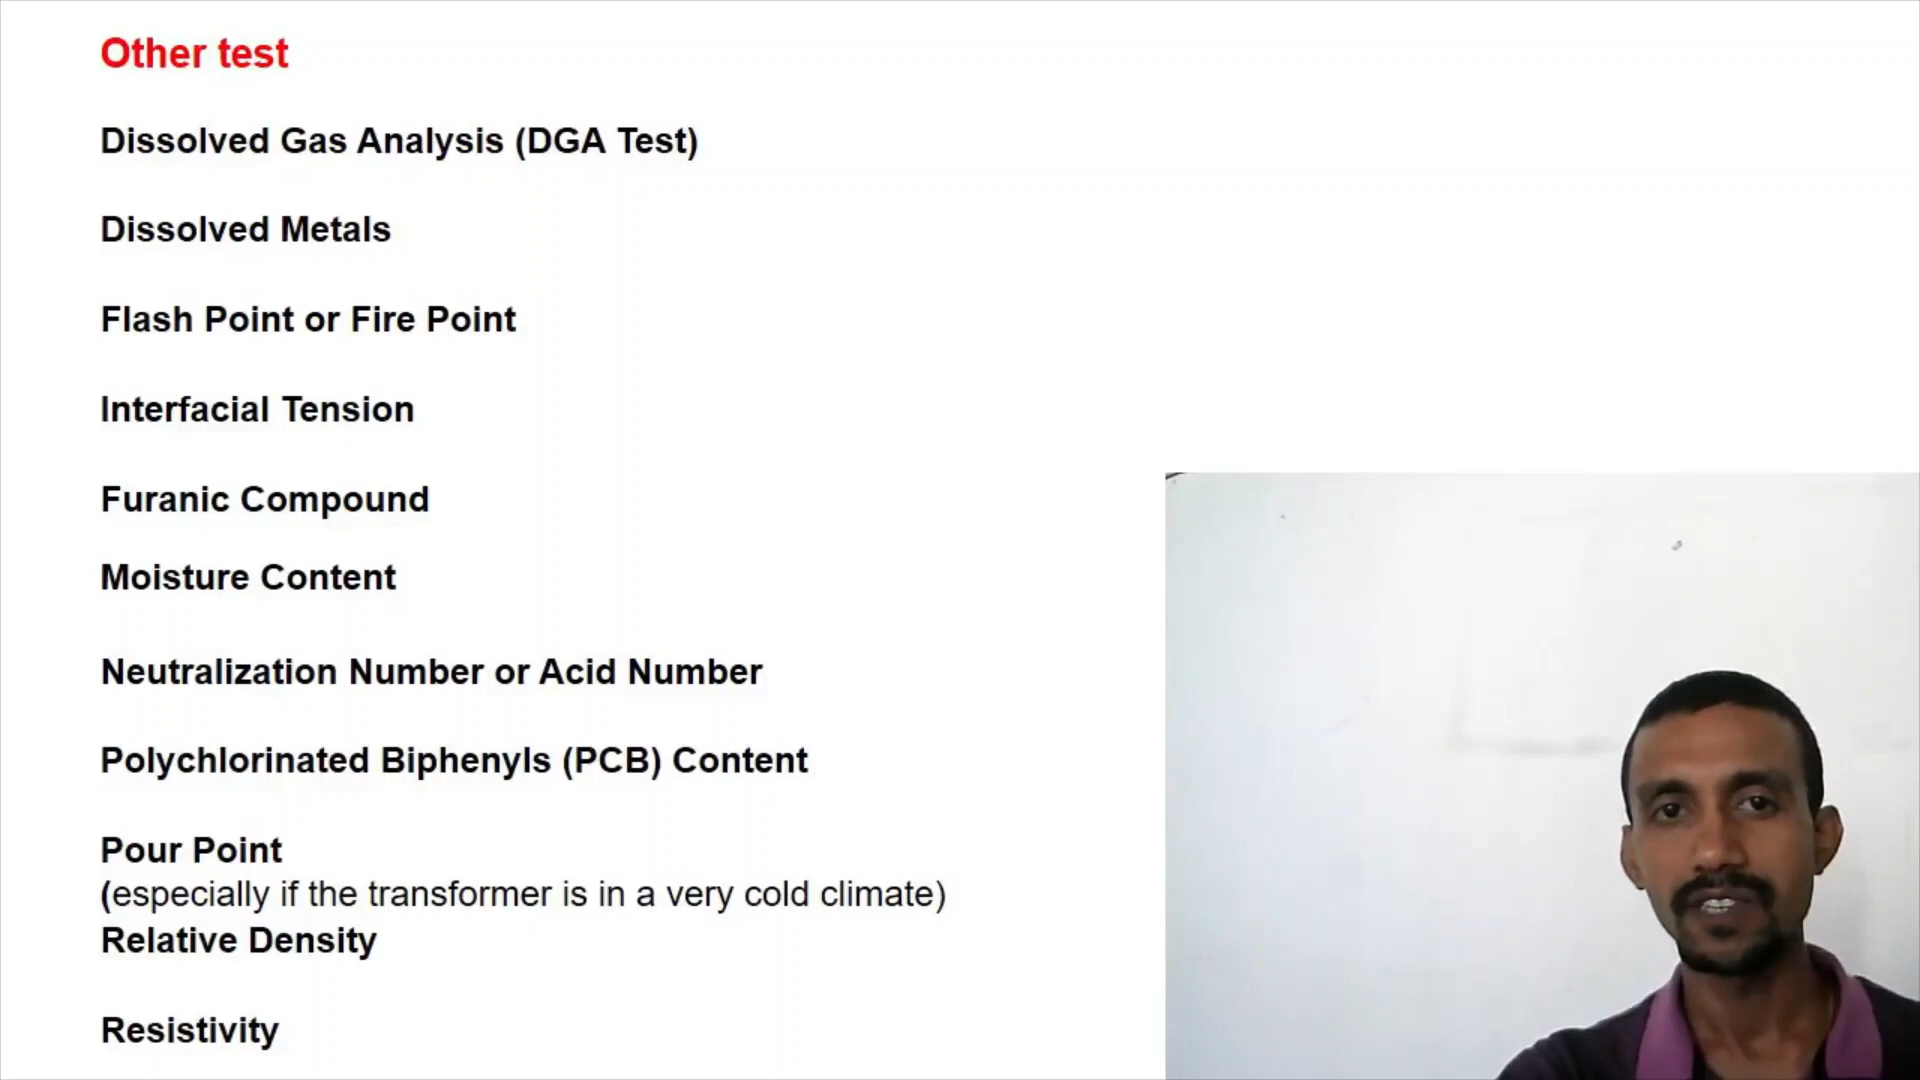 Other test
Dissolved Gas Analysis (DGA Test)
Dissolved Metals
Flash Point or Fire Point
Interfacial Tension
Furanic Compound
Moisture Content
Neutralization Number or Acid Number
Polychlorinated Biphenyls (PCB) Content
Pour Point
(especially if the transformer is in a very cold climate)
Relative Density
Resistivity